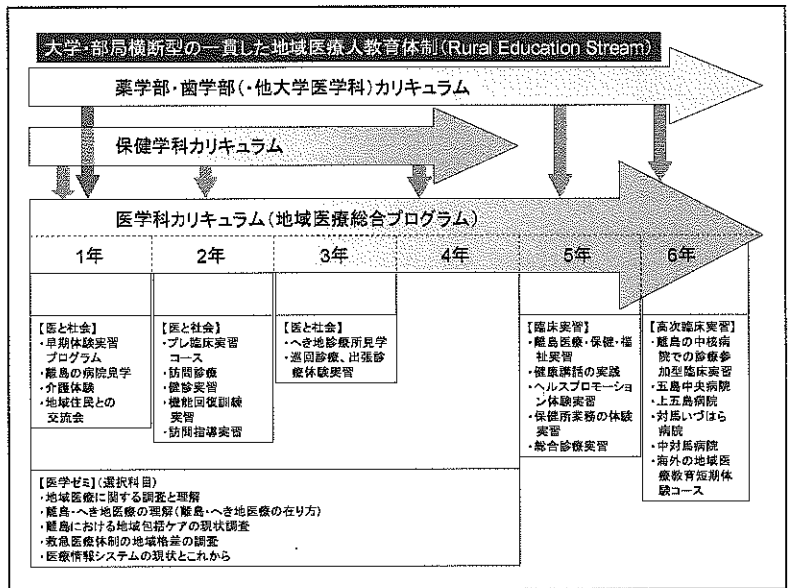 大学・部局横断型の一貫した地域医療人教育体制(Rural Education Stream)
薬学部・歯学部(・他大学医学科)カリキュラム
保健学科カリキュラム
医学科カリキュラム(地域医療総合プログラム)
1年
2年
3年
4年
5年
6年
【医と社会】
・早期体験実習
プログラム
・離島の病院見学
・介護体験
・地域住民との
交流会
【医と社会】
・プレ臨床実習
コース
・訪問診療
・健診実習
・機能回復訓練
実習
・訪問指導実習
【医と社会】
・へき地診療所見学
・巡回診療、出張診
療体験実習
【臨床実習】
・離島医療・保健・福
祉実習
・健康講話の実践
・ヘルスプロモーショ
ン体験実習
・保健所業務の体験
実習
・総合診療実習
【高次臨床実習】
・離島の中核病
院での診療参
加型臨床実習
・五島中央病院
・上五島病院
・対馬いづはら
病院
・中対馬病院
・海外の地域医
療教育短期体
験コース
【医学ゼミ】(選択科目)
・地域医療に関する調査と理解
・離島・へき地医療の理解(離島・へき地医療の在り方)
・離島における地域包括ケアの現状調査
・救急医療体制の地域格差の調査
・医療情報システムの現状とこれから